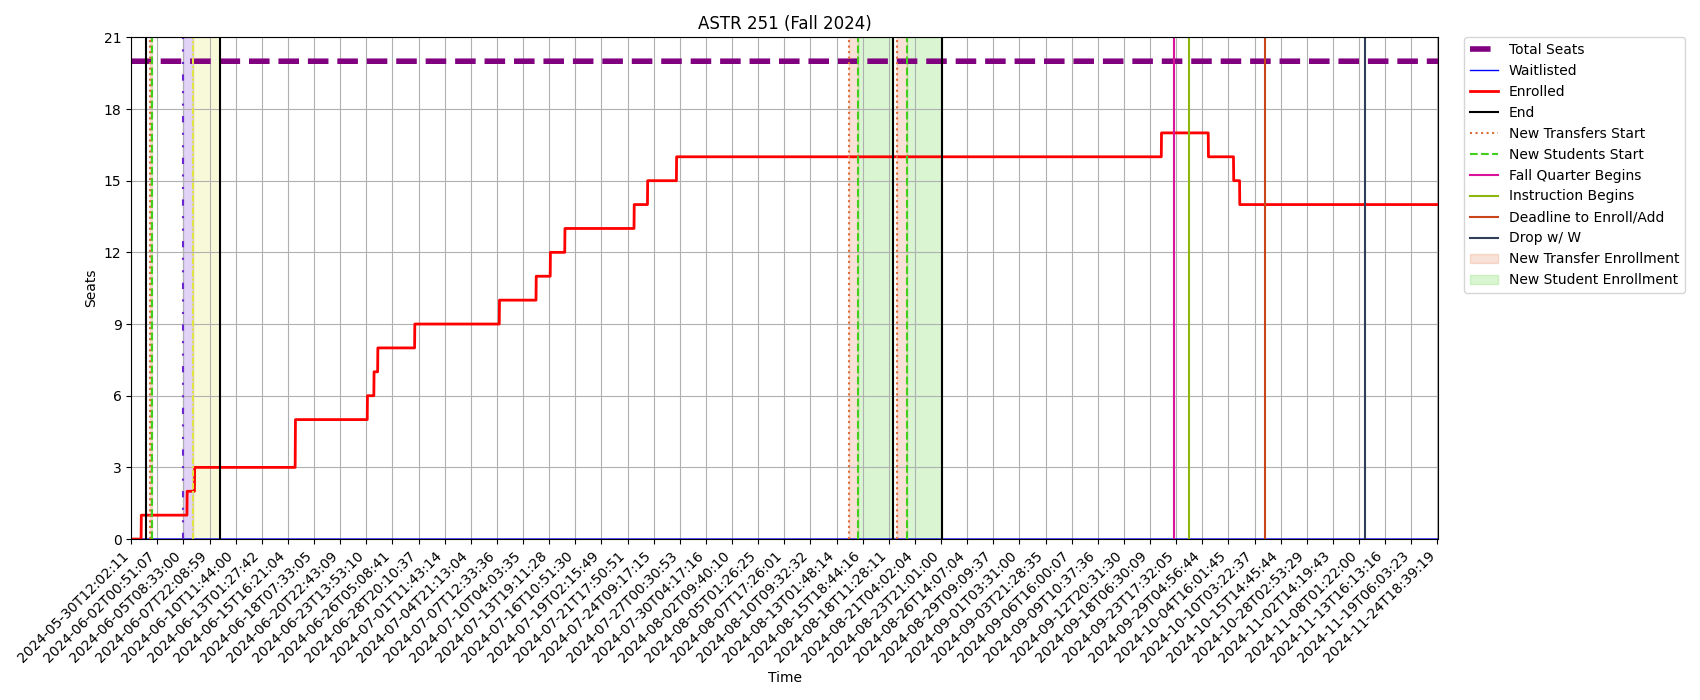 ASTR 251 (Fall 2024)
21
18
15
12
9
6
3
0
Seats
2024-05-30T12:02:11
2024-06-02T00:51:07
2024-06-05T08:33:00
2024-06-07T22:08:59
2024-06-10T11:44:00
2024-06-13T01:27:42
2024-06-15T16:21:04
2024-06-18T07:33:05
2024-06-20T22:43:09
2024-06-23T13:53:10
2024-06-26T05:08:41
2024-06-28T20:10:37
2024-07-01T11:43:14
2024-07-04T21:13:04
2024-07-07T12:33:36
2024-07-10T04:03:35
2024-07-13T19:11:28
2024-07-16T10:51:30
2024-07-19T02:15:49
2024-07-21T17:50:51
2024-07-24T09:17:15
2024-07-27T00:30:53
2024-07-30T04:17:16
2024-08-02T09:40:10
2024-08-05T01:26:25
2024-08-07T17:26:01
2024-08-10T09:32:32
2024-08-13T01:48:14
2024-08-15T18:44:16
2024-08-18T11:28:11
2024-08-21T04:02:04
2024-08-23T21:01:00
2024-08-26T14:07:04
2024-08-29T09:09:37
2024-09-01T03:31:00
2024-09-03T21:28:35
2024-09-06T16:00:07
2024-09-09T10:37:36
2024-09-12T20:31:30
2024-09-18T06:30:09
2024-09-23T17:32:05
2024-09-29T04:56:44
2024-10-04T16:01:45
2024-10-10T03:22:37
2024-10-15T14:45:44
2024-10-28T02:53:29
2024-11-02T14:19:43
2024-11-08T01:22:00
2024-11-13T16:13:16
2024-11-19T06:03:23
2024-11-24T18:39:19
Time
Total Seats
Waitlisted
Enrolled
End
New Transfers Start
New Students Start
Fall Quarter Begins
Instruction Begins
Deadline to Enroll/Add
Drop w/ W
New Transfer Enrollment
New Student Enrollment